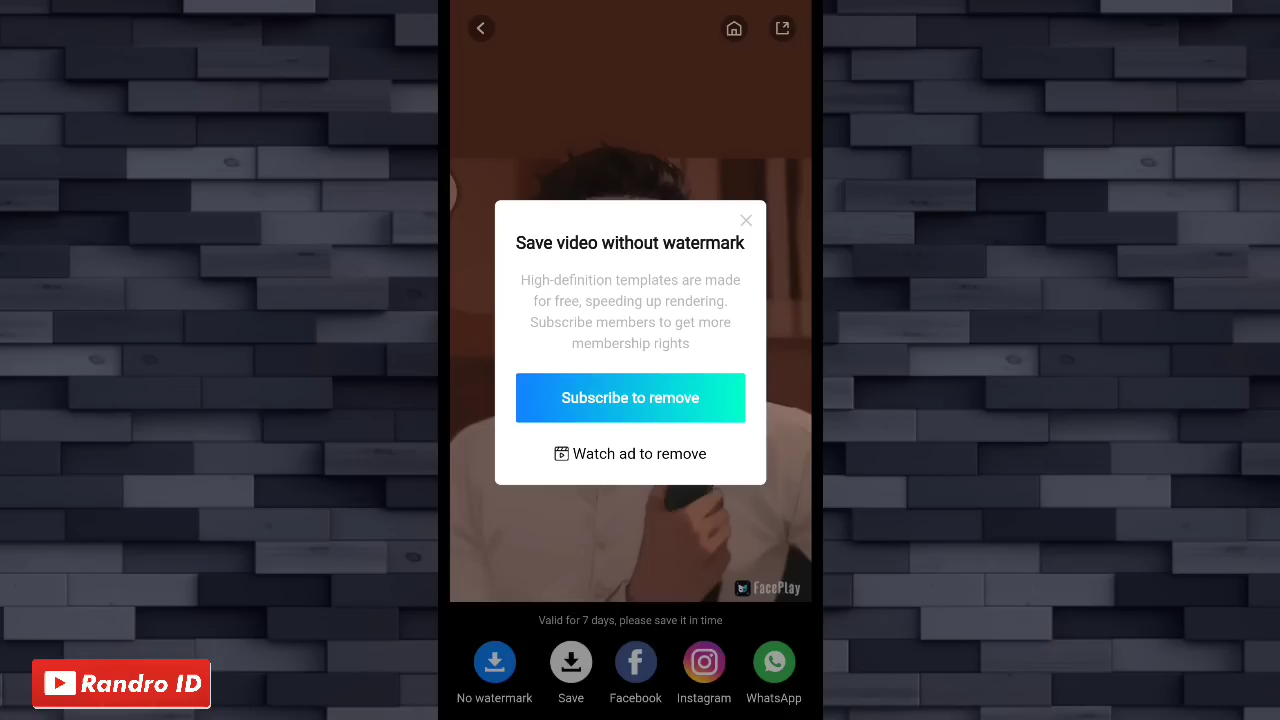 Save video without watermark
High-definition templates are made
for free, speeding up rendering.
Subscribe members to get more
membership rights
Subscribe to remove
Watch ad to remove
FacePlay
Valid for 7 days, please save it in time
No watermark
Save
Facebook
Instagram
WhatsApp
Randro ID